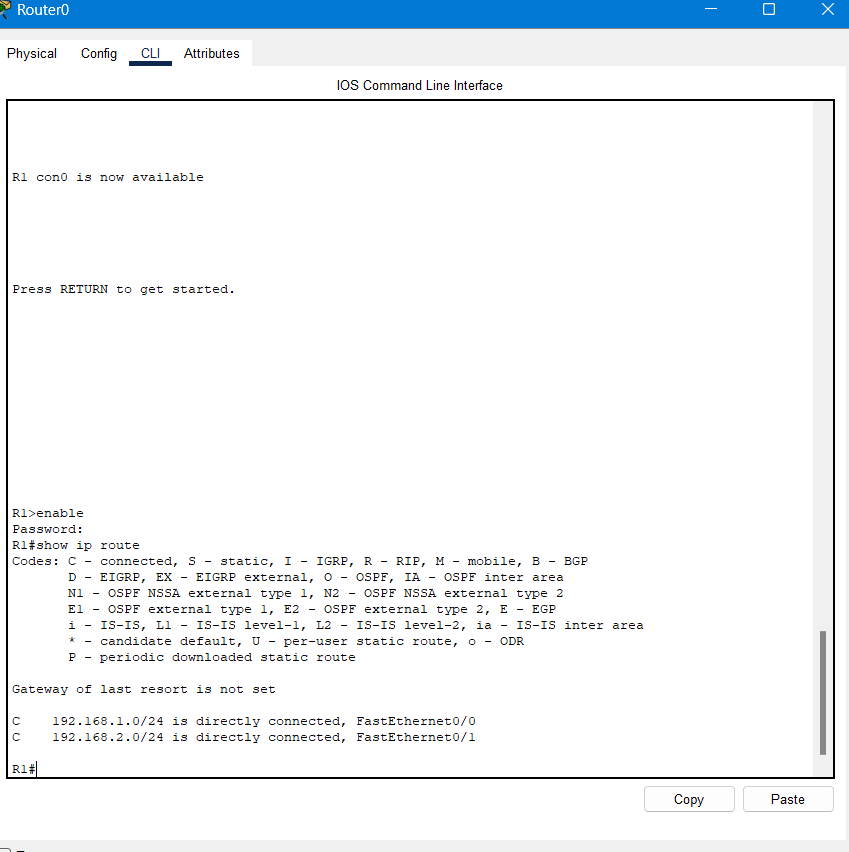 Router0
Physical Config CLI Attributes
IOS Command Line Interface
R1 con0 is now available
Press RETURN to get started.
R1>enable
Password:
R1#show ip route
Codes: C - connected, S - static, I - IGRP, R - RIP, M - mobile, B - BGP
D - EIGRP, EX - EIGRP external, O - OSPF, IA - OSPF inter area
N1 - OSPF NSSA external type 1, N2 - OSPF NSSA external type 2
E1 - OSPF external type 1, E2 - OSPF external type 2, E - EGP
i - IS-IS, L1 - IS-IS level-1, L2 - IS-IS level-2, ia - IS-IS inter area
* - candidate default, U - per-user static route, o - ODR
P - periodic downloaded static route
Gateway of last resort is not set
C 192.168.1.0/24 is directly connected, FastEthernet0/0
C 192.168.2.0/24 is directly connected, FastEthernet0/1
R1#
Copy Paste